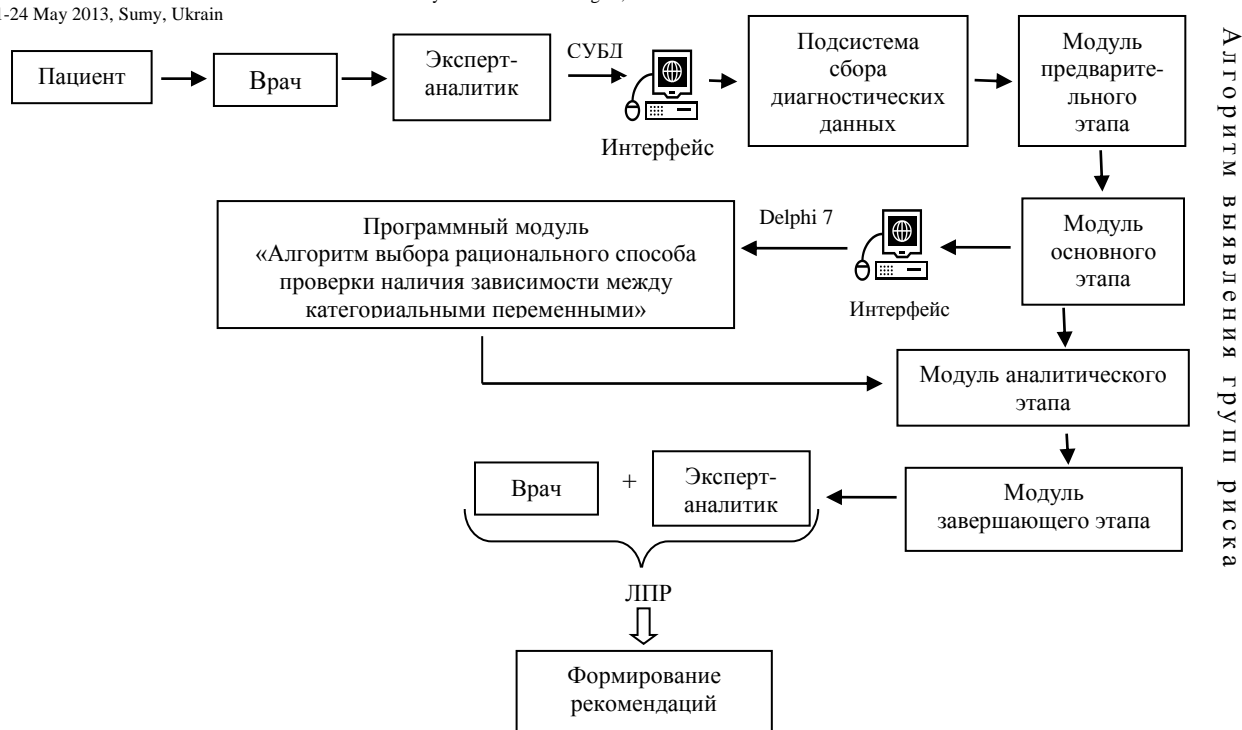 1-24 May 2013, Sumy, Ukrain
Пациент
Врач
Эксперт-
аналитик
СУБД
Интерфейс
Подсистема
сбора
диагностических
данных
Модуль
предварите-
льного
этапа
Модуль
основного
этапа
Delphi 7
Интерфейс
Программный модуль
«Алгоритм выбора рационального способа
проверки наличия зависимости между
категориальными переменными»
Модуль аналитического
этапа
Модуль
завершающего этапа
Врач
+
Эксперт-
аналитик
ЛПР
Формирование
рекомендаций
Алгоритм выявления групп риска